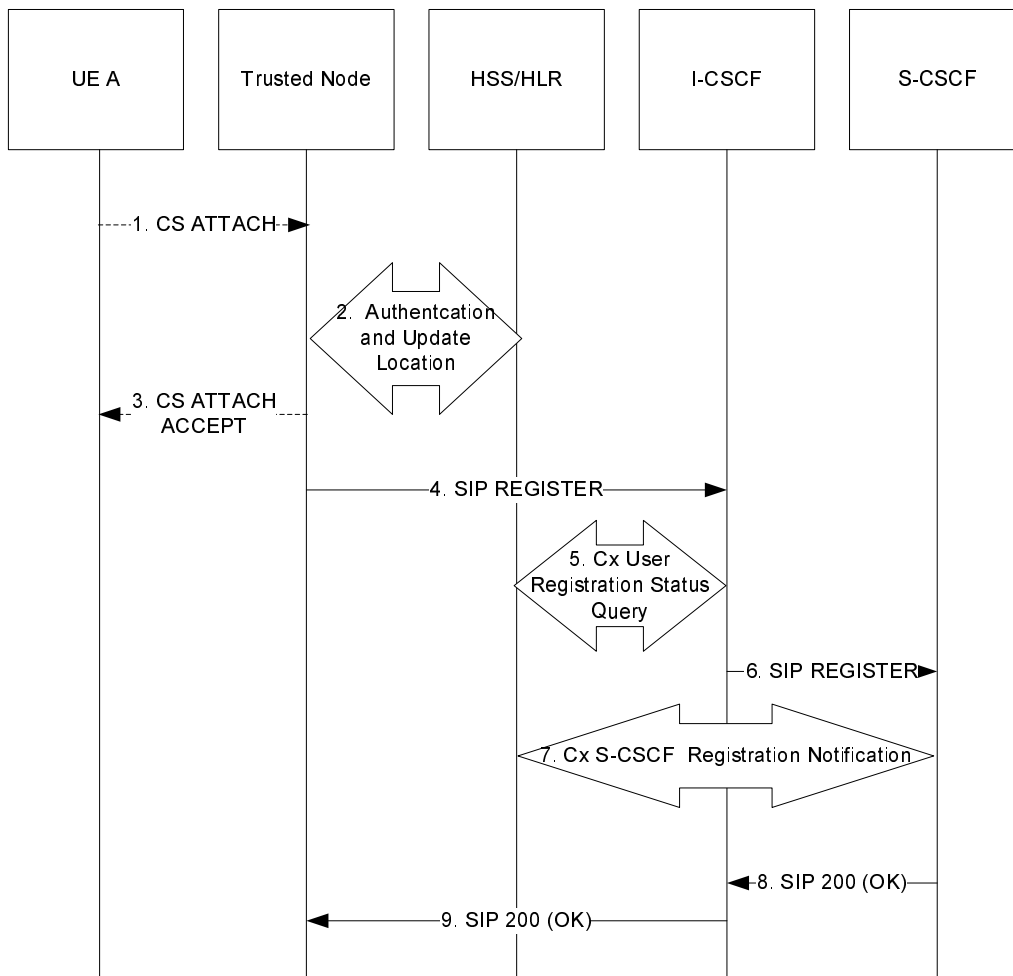 UE A
Trusted Node
HSS/HLR
I-CSCF
S-CSCF
1. CS ATTACH
2. Authentcation
and Update
Location
3. CS ATTACH
ACCEPT
4. SIP REGISTER
5. Cx User
Registration Status
Query
6. SIP REGISTER
7. Cx S-CSCF Registration Notification
8. SIP 200 (OK)
9. SIP 200 (OK)